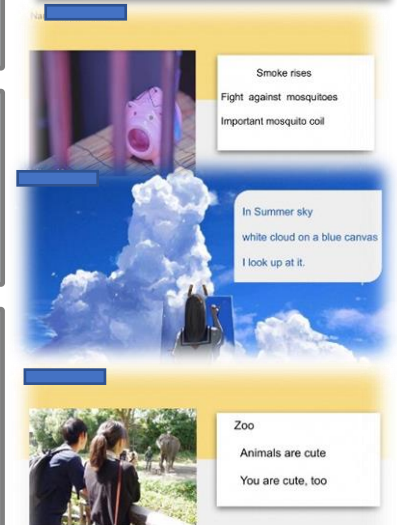 Smoke rises
Fight against mosquitoes
Important mosquito coil
In Summer sky
white cloud on a blue canvas
I look up at it.
Zoo
Animals are cute
You are cute, too